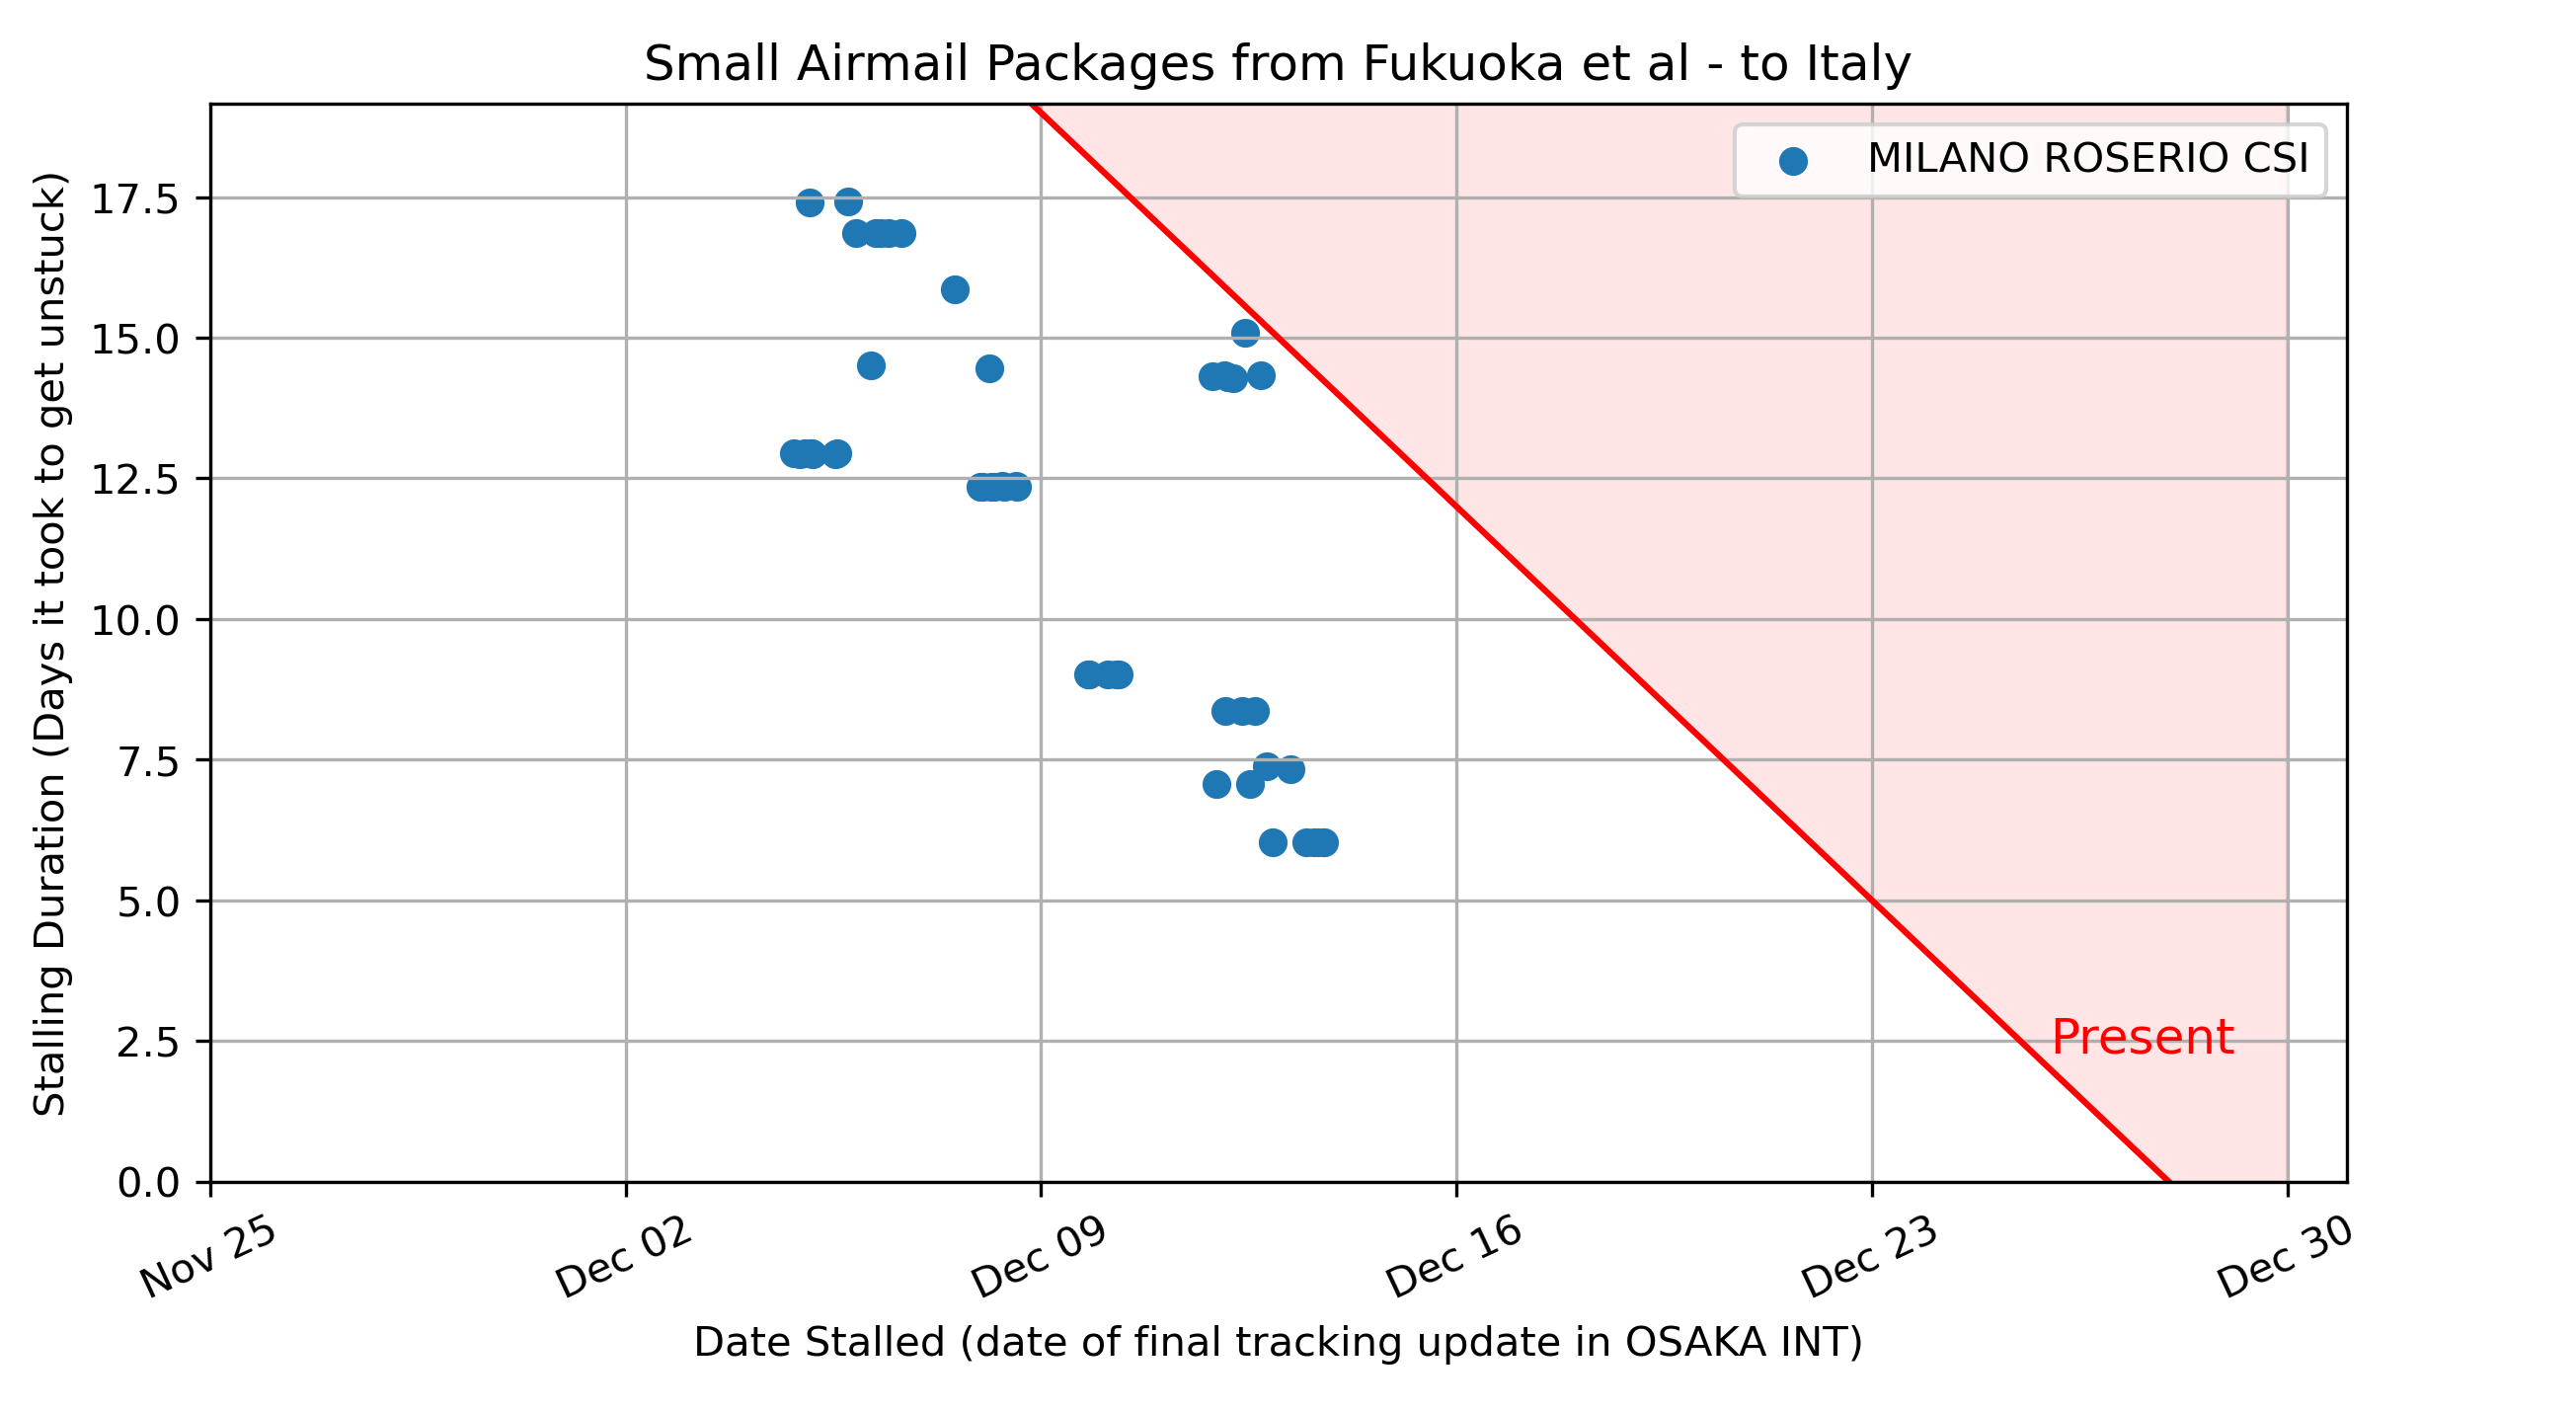 Small Airmail Packages from Fukuoka et al - to Italy
MILANO ROSERIO CSI
Stalling Duration (Days it took to get unstuck)
17.5
15.0
12.5
10.0
7.5
5.0
2.5
0.0
Present
Nov 25
Dec 02
Dec 09
Dec 16
Dec 23
Dec 30
Date Stalled (date of final tracking update in OSAKA INT)